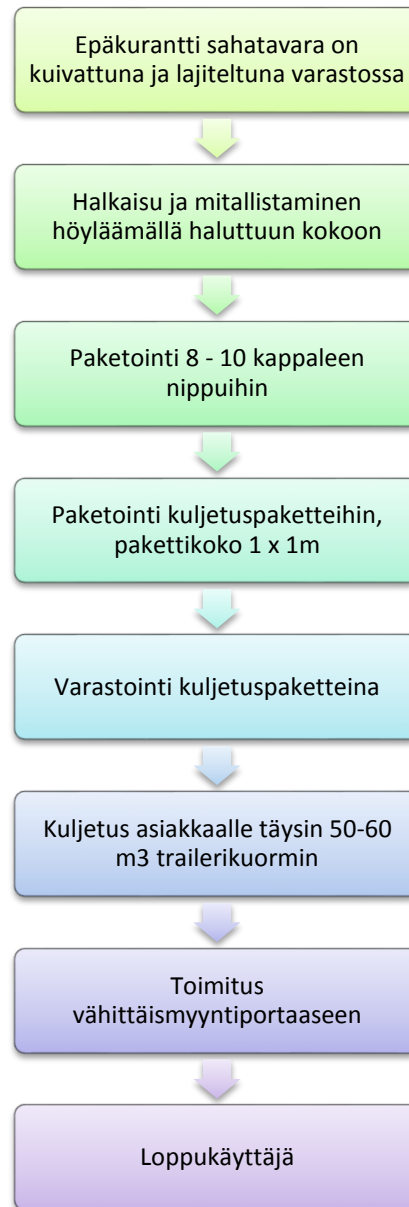 Epäkurantti sahatavara on
kuivattuna ja lajiteltuna varastossa
Halkaisu ja mitallistaminen
höyläämällä haluttuun kokoon
Paketointi 8 - 10 kappaleen
nippuihin
Paketointi kuljetuspaketteihin,
pakettikoko 1 x 1m
Varastointi kuljetuspaketteina
Kuljetus asiakkaalle täysin 50-60
m3 trailerikuormin
Toimitus
vähittäismyyntiportaaseen
Loppukäyttäjä